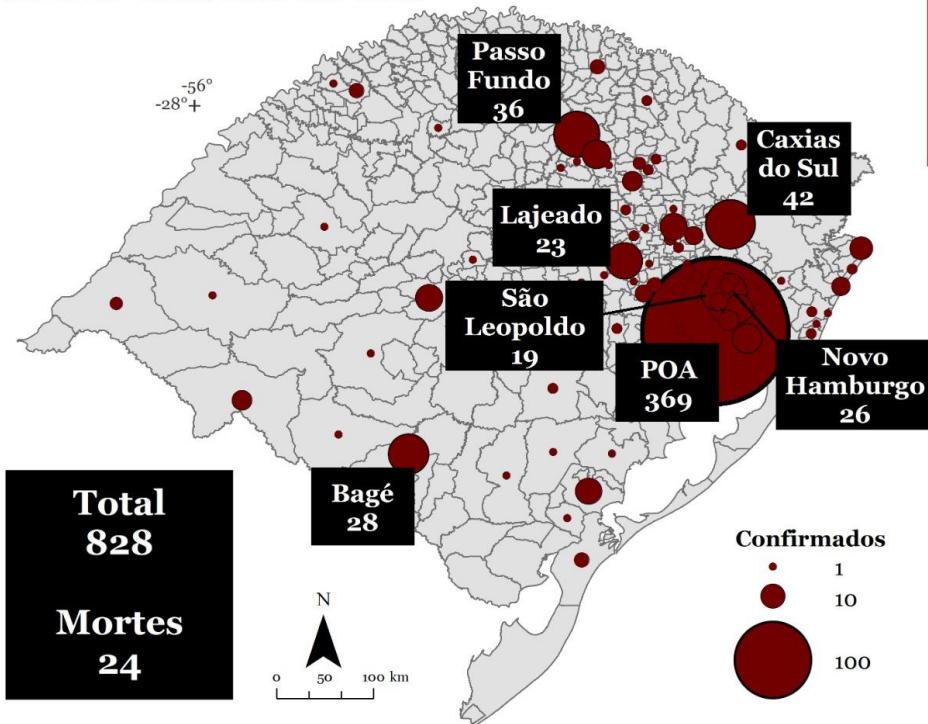 Passo
Fundo
36
-56°
-28°
Caxias
do Sul
42
Lajeado
23
São
Leopoldo
19
POA
369
Novo
Hamburgo
26
Bagé
28
Total
828
Mortes
24
N
0 50 100 km
Confirmados
1
10
100